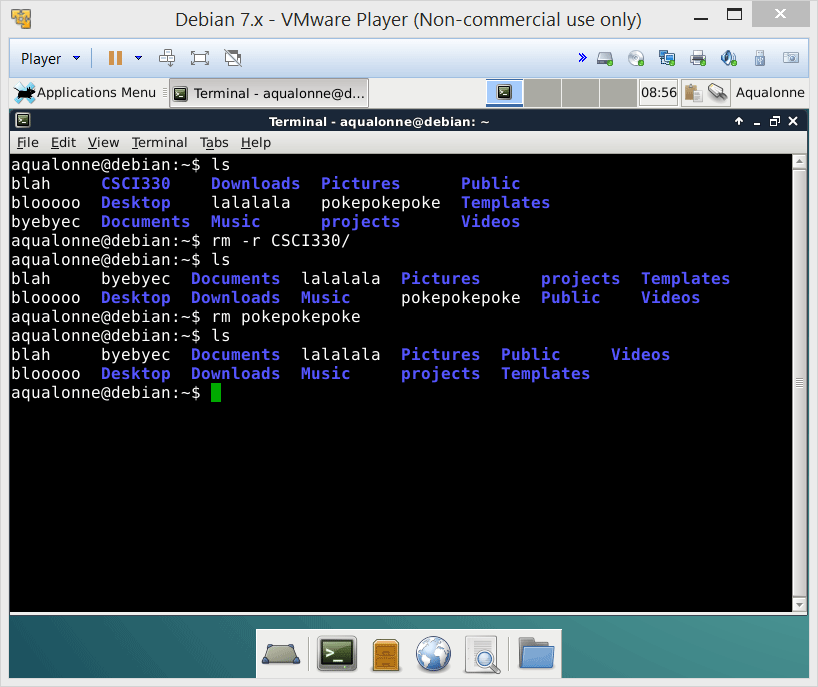 Debian 7.x - VMware Player (Non-commercial use only)
Player
Applications Menu Terminal - aqualonne@d... 08:56 Aqualonne
Terminal - aqualonne@debian: ~
File Edit View Terminal Tabs Help
aqualonne@debian:~$ ls
blah CSCI330 Downloads Pictures Public
blooooo Desktop lalalala pokepokepoke Templates
byebyec Documents Music projects Videos
aqualonne@debian:~$ rm -r CSCI330/
aqualonne@debian:~$ ls
blah byebyec Documents lalalala Pictures projects Templates
blooooo Desktop Downloads Music pokepokepoke Public Videos
aqualonne@debian:~$ rm pokepokepoke
aqualonne@debian:~$ ls
blah byebyec Documents lalalala Pictures Public Videos
blooooo Desktop Downloads Music projects Templates
aqualonne@debian:~$